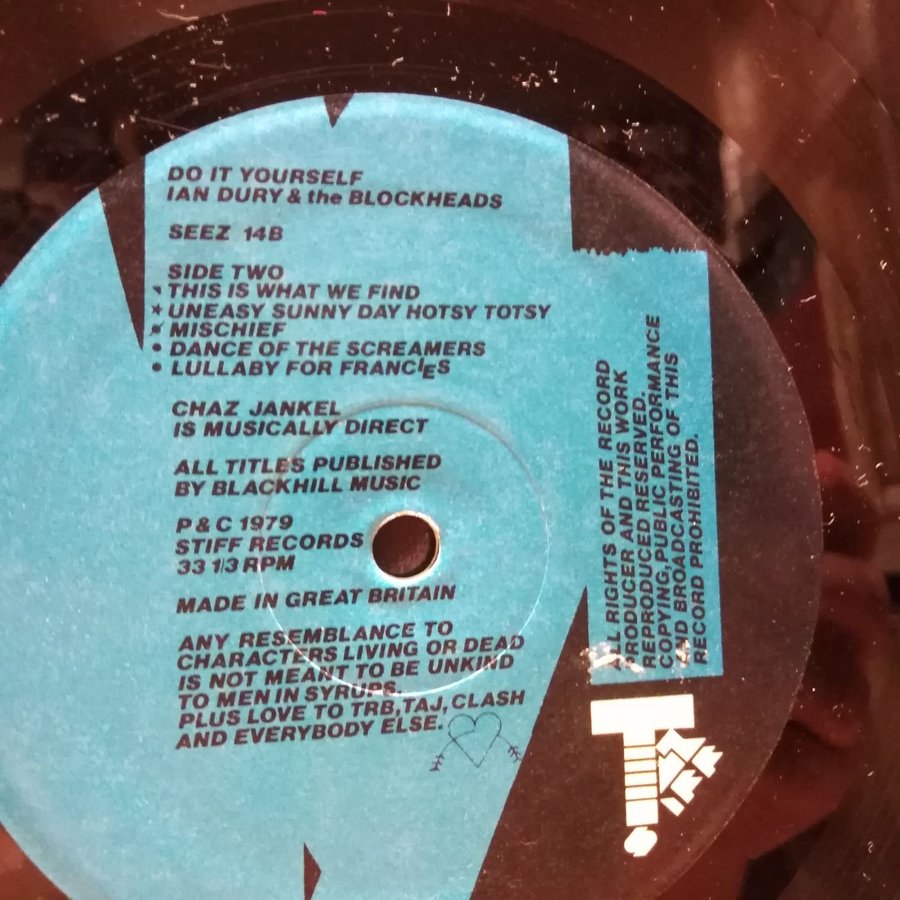 DO IT YOURSELF
IAN DURY & the BLOCKHEADS
SEEZ 14B
SIDE TWO
• THIS IS WHAT WE FIND
* UNEASY SUNNY DAY HOTSY TOTSY
* MISCHIEF
• DANCE OF THE SCREAMERS
• LULLABY FOR FRANCIES
CHAZ JANKEL
IS MUSICALLY DIRECT
ALL TITLES PUBLISHED
BY BLACKHILL MUSIC
P & C 1979
STIFF RECORDS
33 1/3 RPM
MADE IN GREAT BRITAIN
ANY RESEMBLANCE TO
CHARACTERS LIVING OR DEAD
IS NOT MEANT TO BE UNKIND
TO MEN IN SYRUPS.
PLUS LOVE TO TRB, TAJ, CLASH
AND EVERYBODY ELSE.
ALL RIGHTS OF THE RECORD
PRODUCER AND THIS WORK
REPRODUCED RESERVED.
COPYING, PUBLIC PERFORMANCE
AND BROADCASTING OF THIS
RECORD PROHIBITED.
STIFF